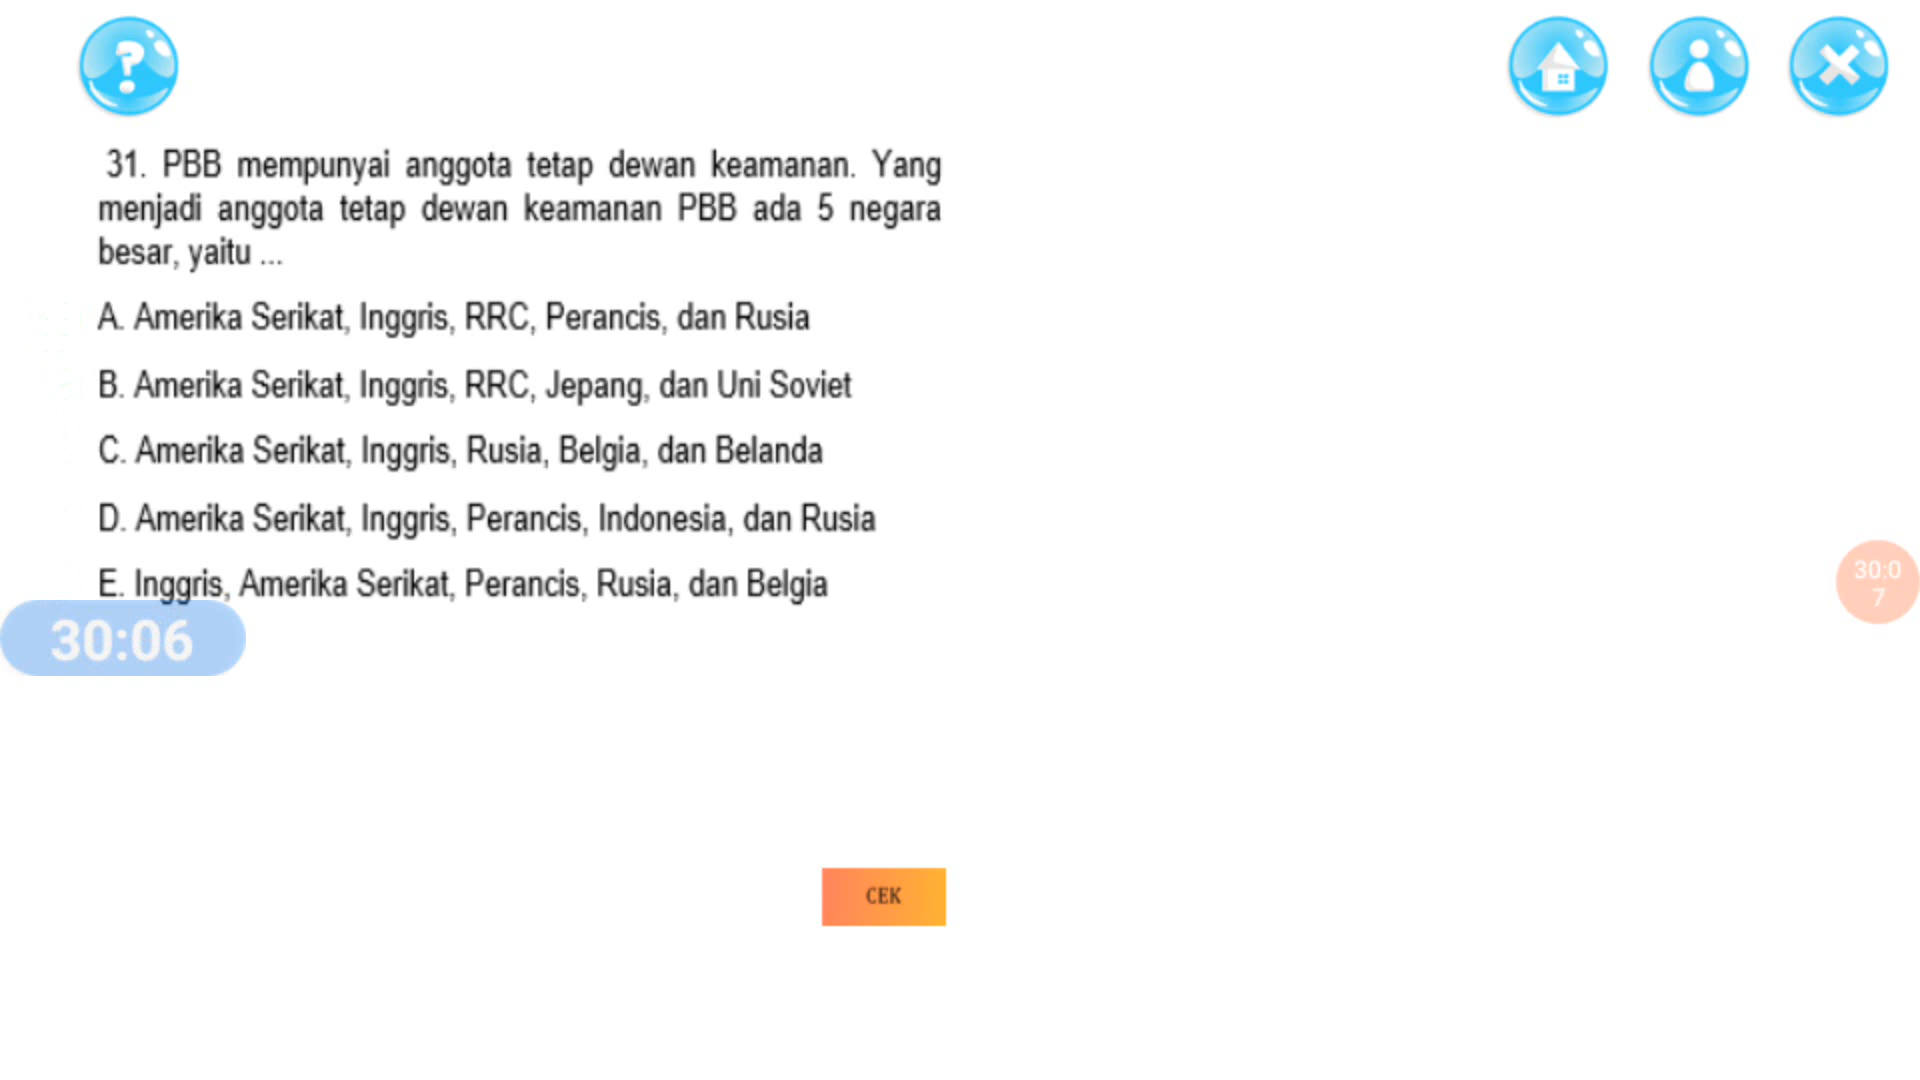 31. PBB mempunyai anggota tetap dewan keamanan. Yang
menjadi anggota tetap dewan keamanan PBB ada 5 negara
besar, yaitu ...
A. Amerika Serikat, Inggris, RRC, Perancis, dan Rusia
B. Amerika Serikat, Inggris, RRC, Jepang, dan Uni Soviet
C. Amerika Serikat, Inggris, Rusia, Belgia, dan Belanda
D. Amerika Serikat, Inggris, Perancis, Indonesia, dan Rusia
E. Inggris, Amerika Serikat, Perancis, Rusia, dan Belgia
30:0
7
30:06
CEK